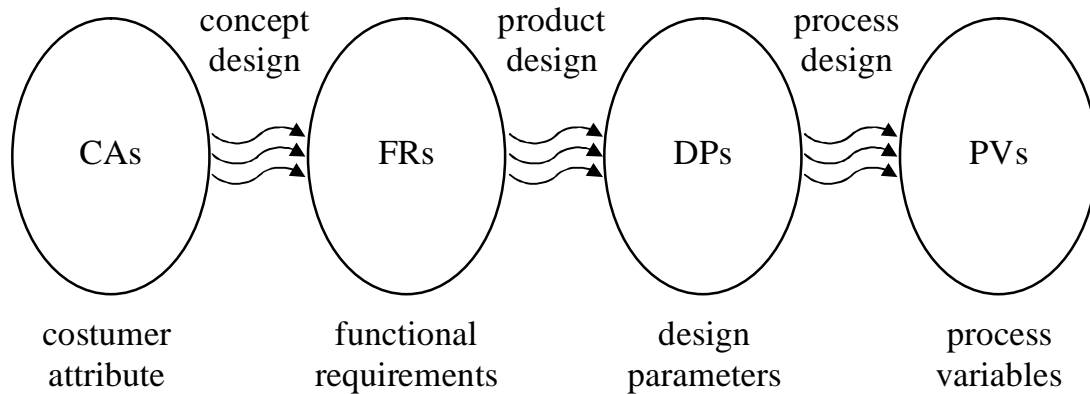 concept
design
product
design
process
design
CAs
FRs
DPs
PVs
costumer
attribute
functional
requirements
design
parameters
process
variables